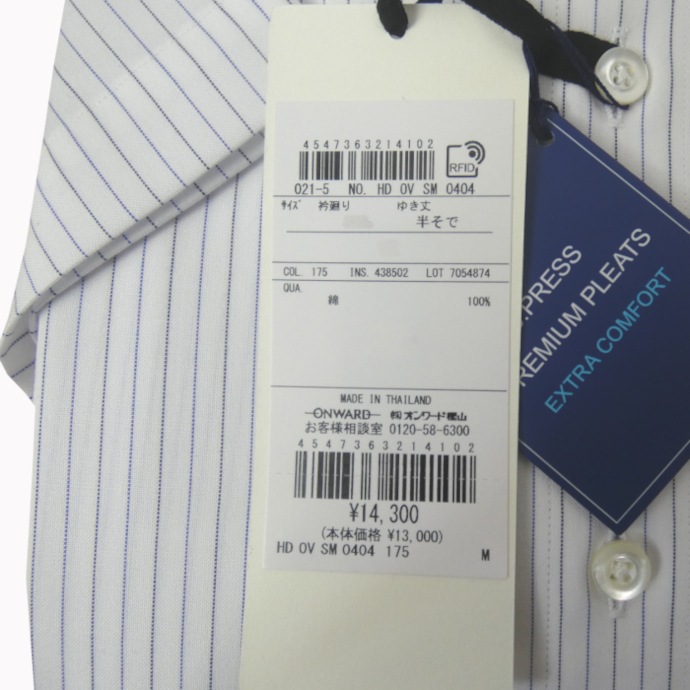 4547363214102
RFID
021-5 NO. HD OV SM 0404
ｻｲｽﾞ 衿廻り ゆき丈
半そで
COL. 175 INS. 438502 LOT 7054874
QUA.
綿 100%
MADE IN THAILAND
ONWARD ㈱オンワード樫山
お客様相談室 0120-58-6300
4547363214102
¥14,300
(本体価格 ¥13,000)
HD OV SM 0404 175 M
PRESS
PREMIUM PLEATS
EXTRA COMFORT